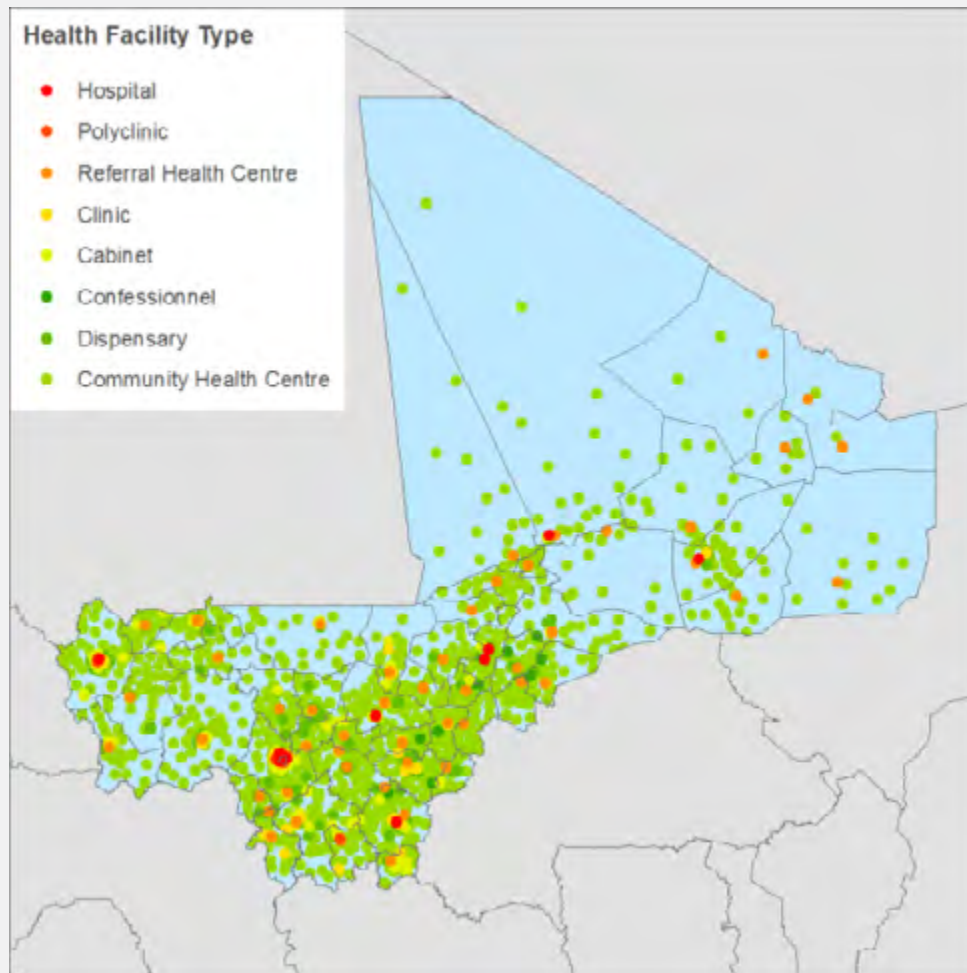 Health Facility Type
Hospital
Polyclinic
Referral Health Centre
Clinic
Cabinet
Confessionnel
Dispensary
Community Health Centre